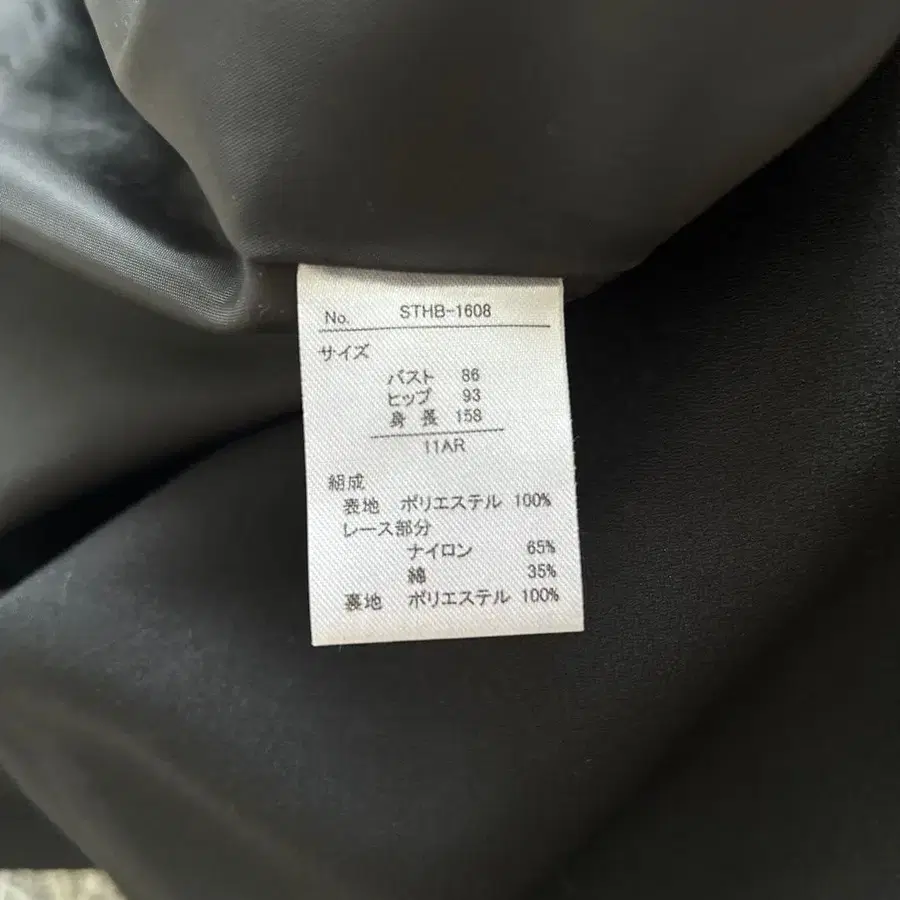 No. STHB-1608
サイズ
バスト 86
ヒップ 93
身長 158
11AR
組成
表地 ポリエステル 100%
レース部分
ナイロン 65%
綿 35%
裏地 ポリエステル 100%